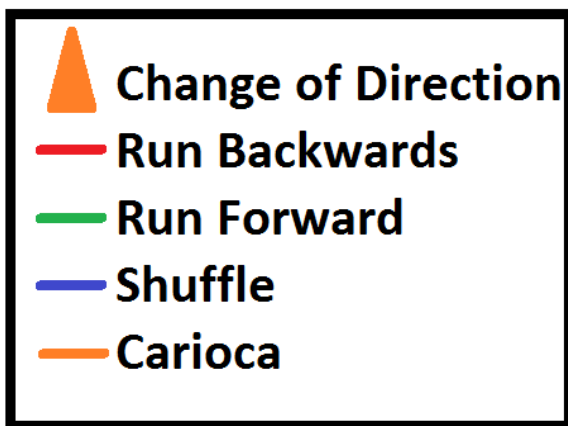 Change of Direction
Run Backwards
Run Forward
Shuffle
Carioca